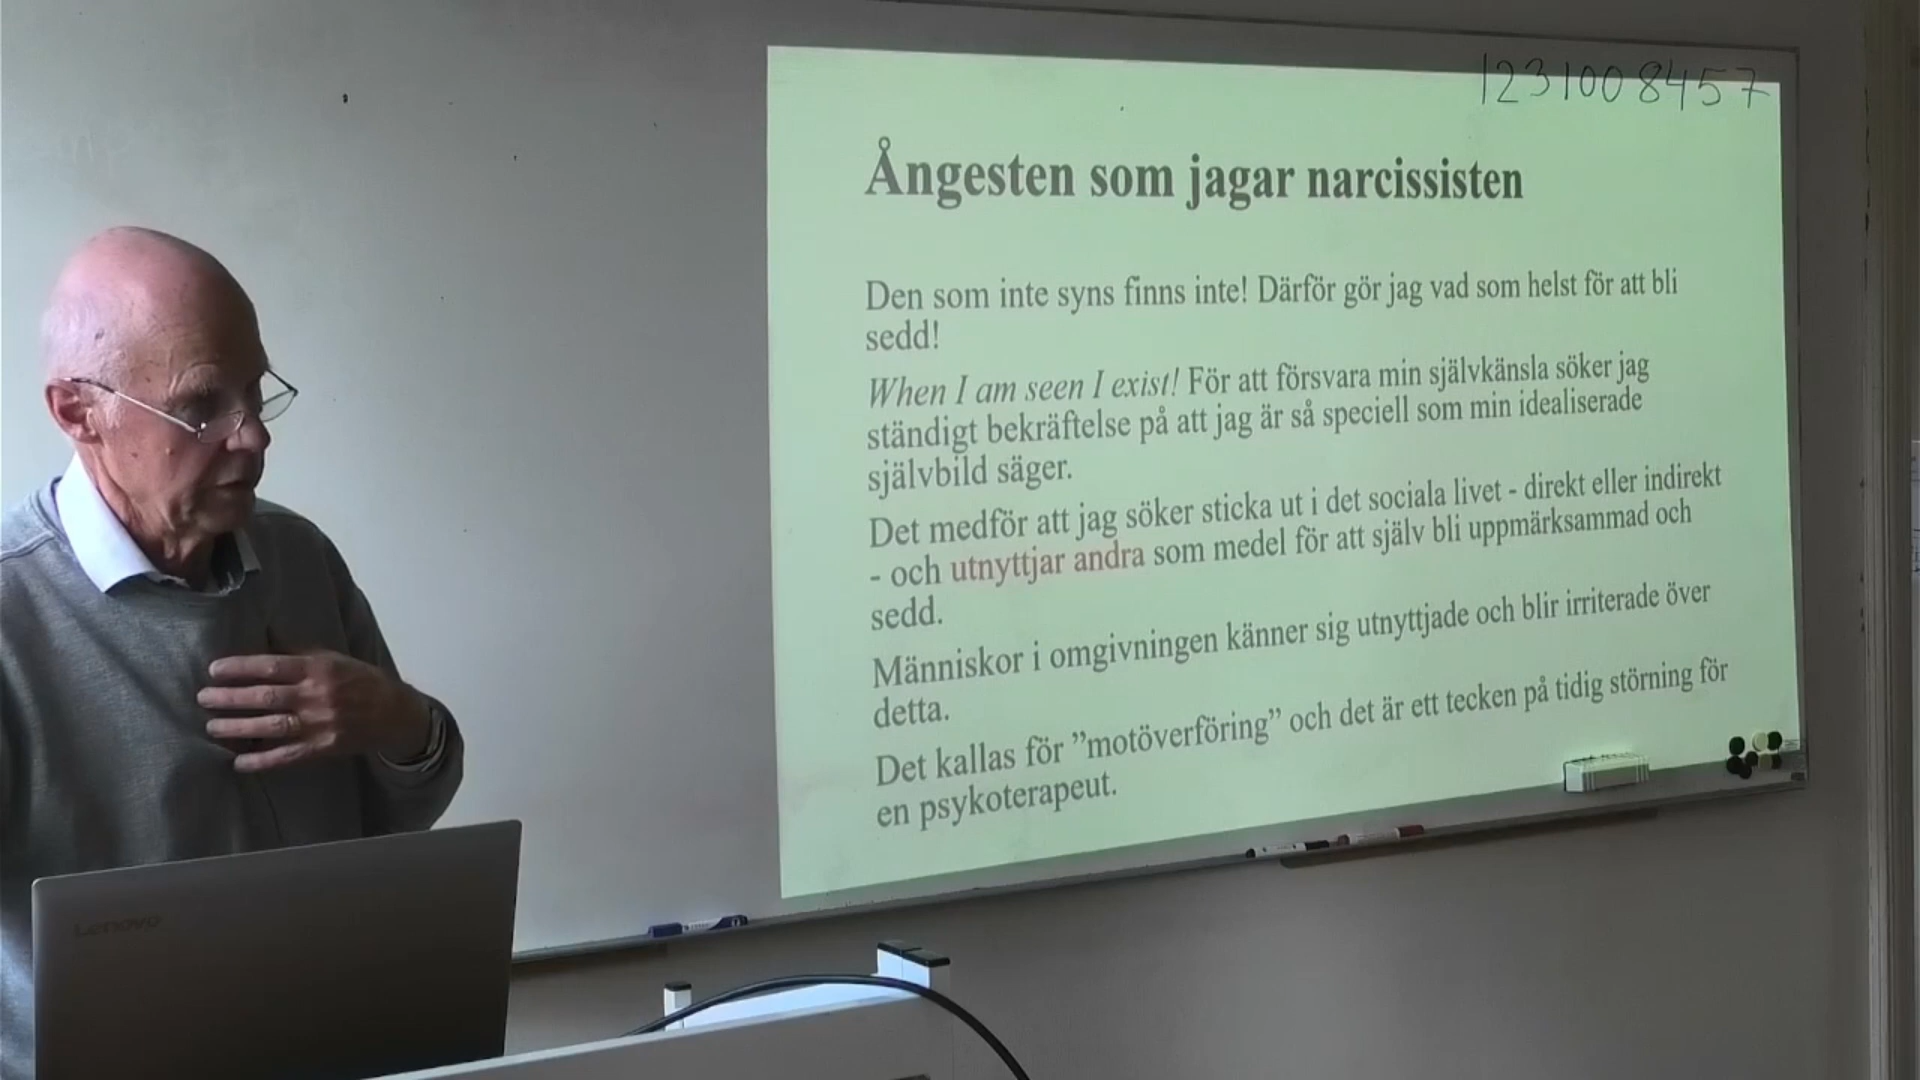 1231008457
Ångesten som jagar narcissisten
Den som inte syns finns inte! Därför gör jag vad som helst för att bli
sedd!
When I am seen I exist! För att försvara min självkänsla söker jag
ständigt bekräftelse på att jag är så speciell som min idealiserade
självbild säger.
Det medför att jag söker sticka ut i det sociala livet - direkt eller indirekt
- och utnyttjar andra som medel för att själv bli uppmärksammad och
sedd.
Människor i omgivningen känner sig utnyttjade och blir irriterade över
detta.
Det kallas för ”motöverföring” och det är ett tecken på tidig störning för
en psykoterapeut.
Lenovo